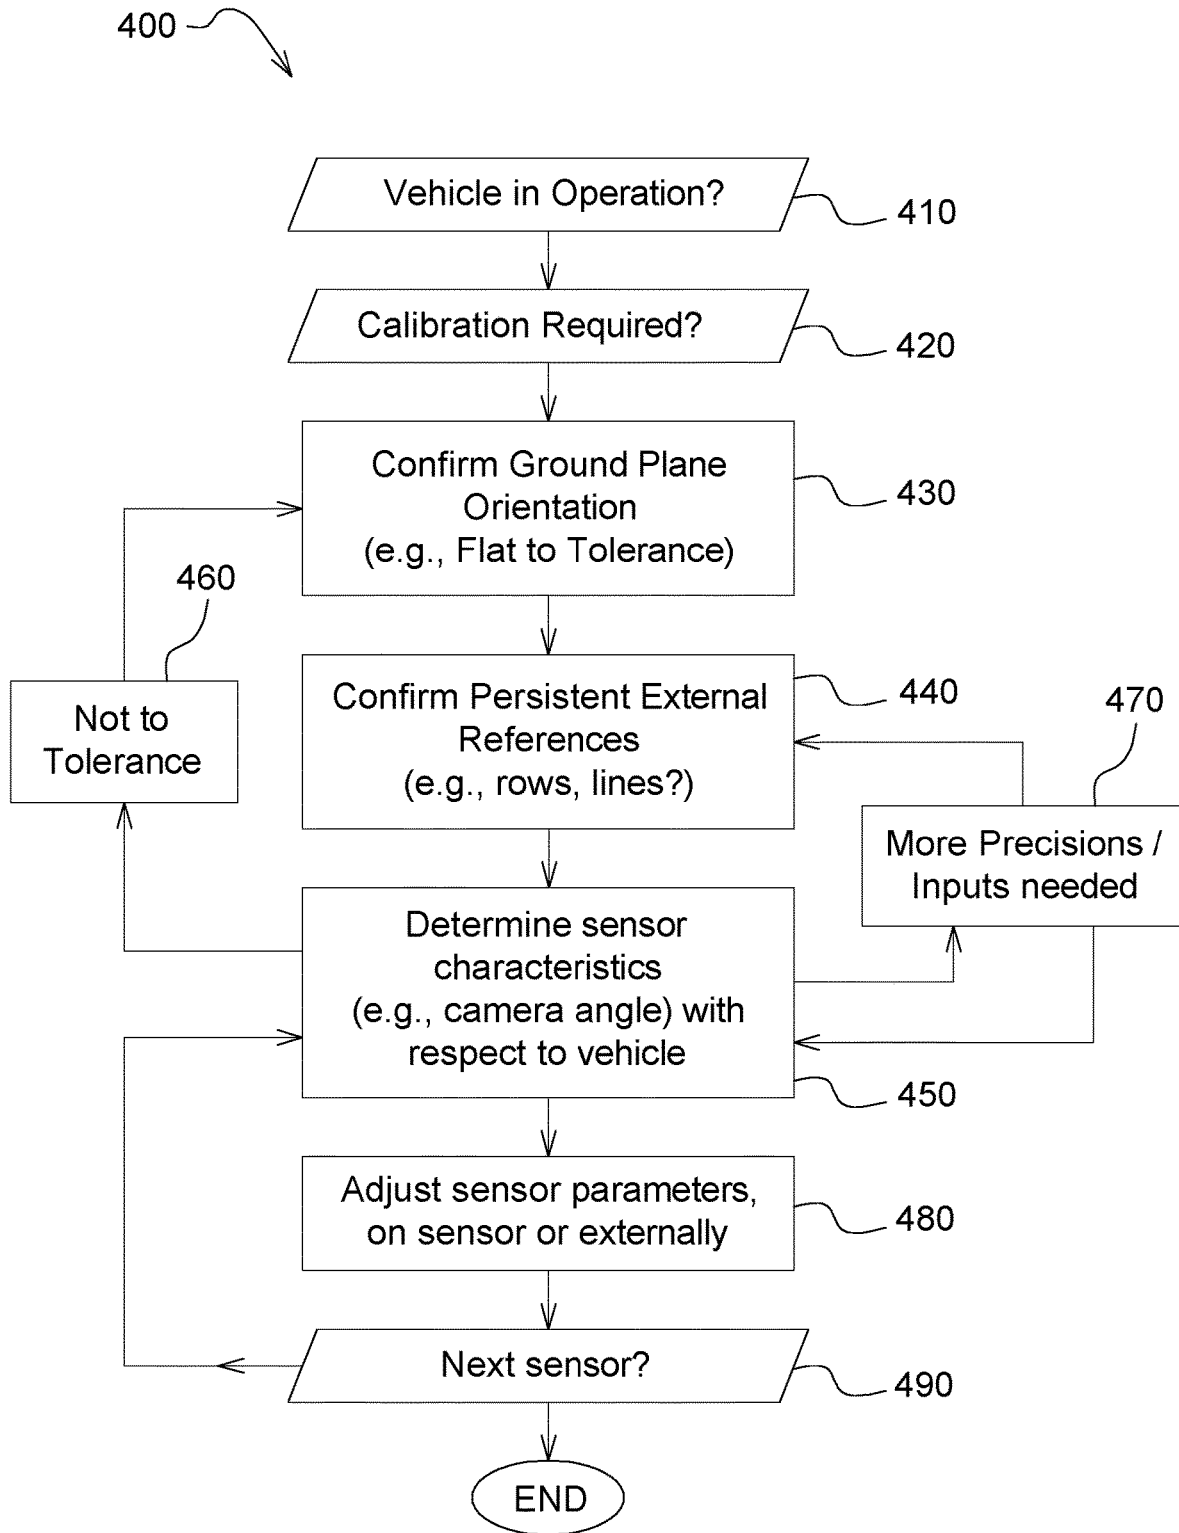 400
Vehicle in Operation?
410
Calibration Required?
420
Confirm Ground Plane
Orientation
(e.g., Flat to Tolerance)
430
460
Not to
Tolerance
Confirm Persistent External
References
(e.g., rows, lines?)
440
470
More Precisions /
Inputs needed
Determine sensor
characteristics
(e.g., camera angle) with
respect to vehicle
450
Adjust sensor parameters,
on sensor or externally
480
Next sensor?
490
END